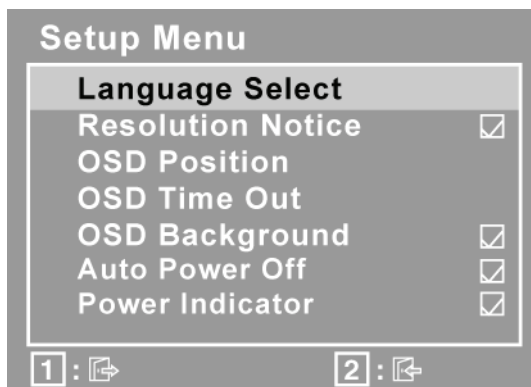 Setup Menu
Language Select
Resolution Notice
OSD Position
OSD Time Out
OSD Background
Auto Power Off
Power Indicator
1 : 2 :